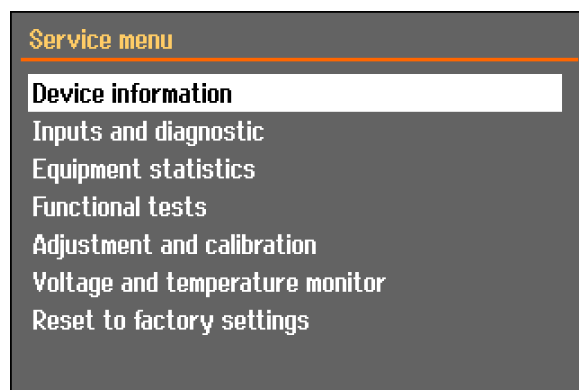 Service menu
Device information
Inputs and diagnostic
Equipment statistics
Functional tests
Adjustment and calibration
Voltage and temperature monitor
Reset to factory settings